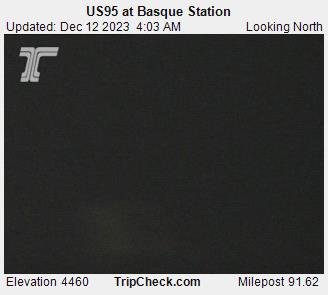 US95 at Basque Station
Updated: Dec 12 2023  4:03 AM Looking North
Elevation 4460 TripCheck.com Milepost 91.62